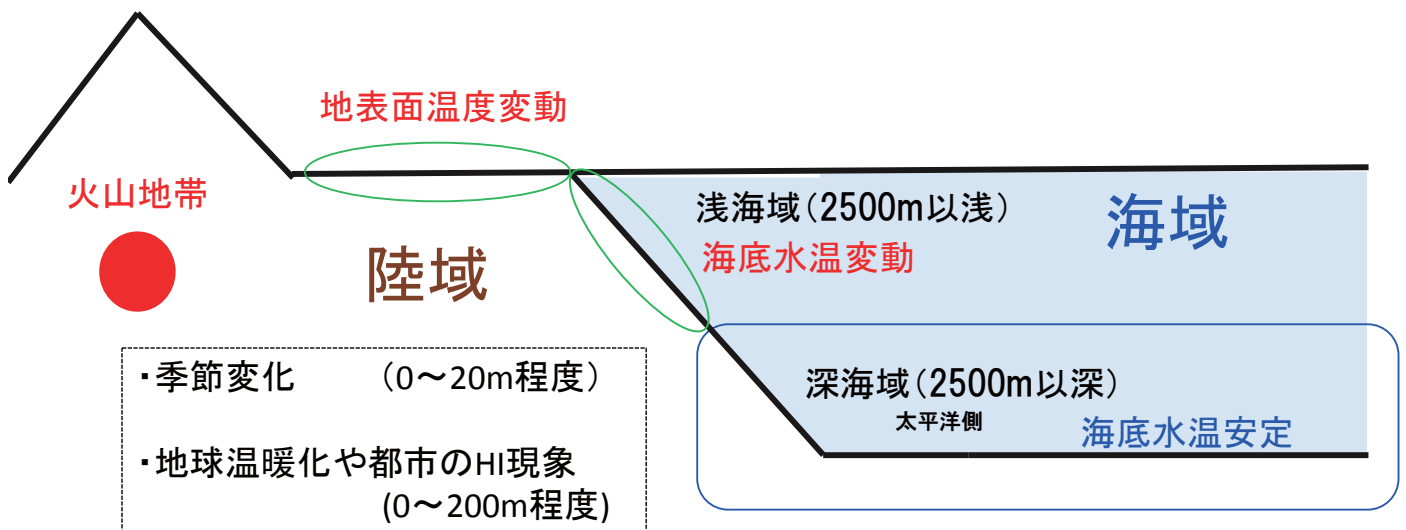 地表面温度変動
火山地帯
浅海域(2500m以浅)
海域
海底水温変動
陸域
・季節変化 (0～20m程度)
深海域(2500m以深)
太平洋側
海底水温安定
・地球温暖化や都市のHI現象
(0～200m程度)